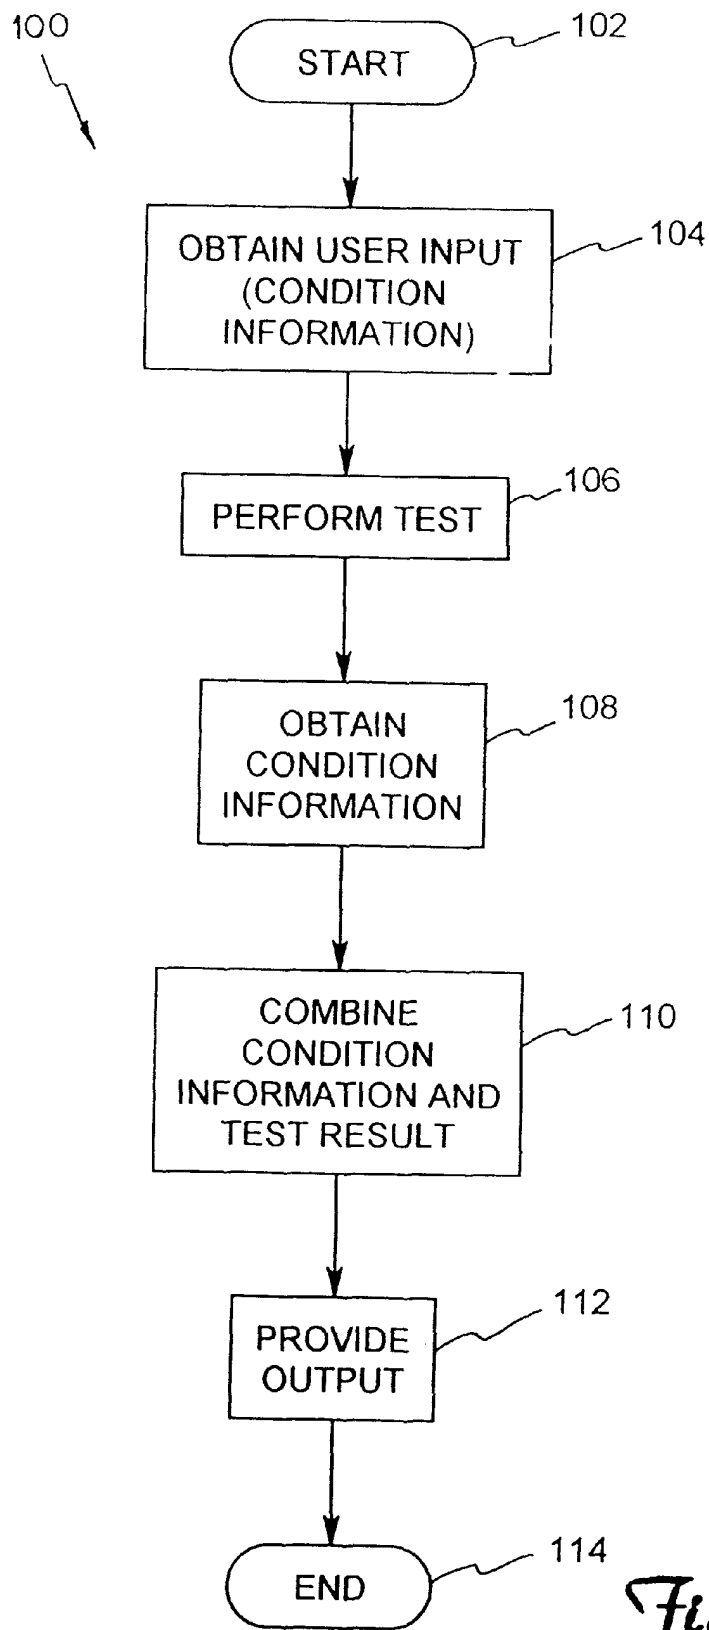 100
START
102
OBTAIN USER INPUT
(CONDITION
INFORMATION)
104
PERFORM TEST
106
OBTAIN
CONDITION
INFORMATION
108
COMBINE
CONDITION
INFORMATION AND
TEST RESULT
110
PROVIDE
OUTPUT
112
END
114